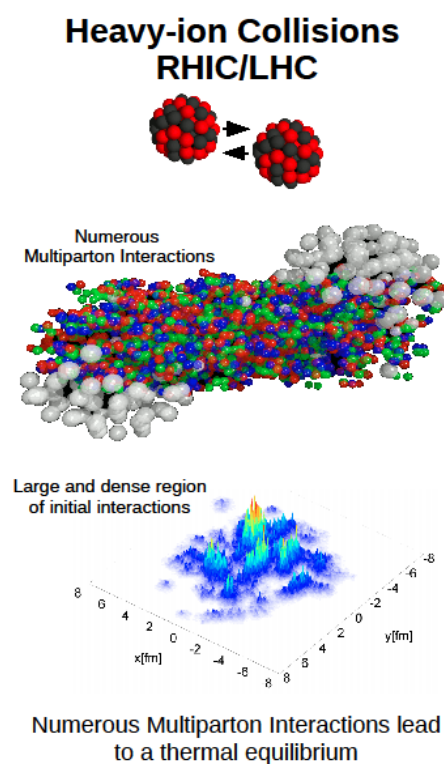 Heavy-ion Collisions
RHIC/LHC
Numerous
Multiparton Interactions
Large and dense region
of initial interactions
8
6
4
2
0
-2
-4
-6
8
x[fm]
-8
-6
-4
-2
0
2
4
6
8
y[fm]
Numerous Multiparton Interactions lead
to a thermal equilibrium